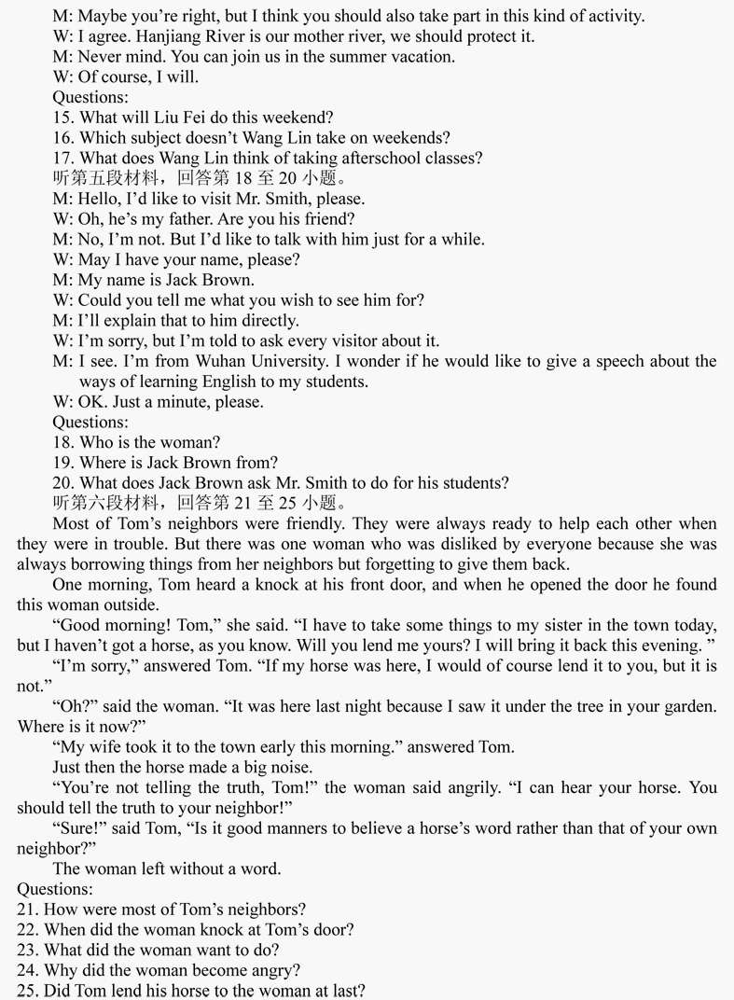 M: Maybe you’re right, but I think you should also take part in this kind of activity.
W: I agree. Hanjiang River is our mother river, we should protect it.
M: Never mind. You can join us in the summer vacation.
W: Of course, I will.
Questions:
15. What will Liu Fei do this weekend?
16. Which subject doesn’t Wang Lin take on weekends?
17. What does Wang Lin think of taking afterschool classes?
听第五段材料，回答第 18 至 20 小题。
M: Hello, I’d like to visit Mr. Smith, please.
W: Oh, he’s my father. Are you his friend?
M: No, I’m not. But I’d like to talk with him just for a while.
W: May I have your name, please?
M: My name is Jack Brown.
W: Could you tell me what you wish to see him for?
M: I’ll explain that to him directly.
W: I’m sorry, but I’m told to ask every visitor about it.
M: I see. I’m from Wuhan University. I wonder if he would like to give a speech about the
ways of learning English to my students.
W: OK. Just a minute, please.
Questions:
18. Who is the woman?
19. Where is Jack Brown from?
20. What does Jack Brown ask Mr. Smith to do for his students?
听第六段材料，回答第 21 至 25 小题。
Most of Tom’s neighbors were friendly. They were always ready to help each other when
they were in trouble. But there was one woman who was disliked by everyone because she was
always borrowing things from her neighbors but forgetting to give them back.
One morning, Tom heard a knock at his front door, and when he opened the door he found
this woman outside.
“Good morning! Tom,” she said. “I have to take some things to my sister in the town today,
but I haven’t got a horse, as you know. Will you lend me yours? I will bring it back this evening. ”
“I’m sorry,” answered Tom. “If my horse was here, I would of course lend it to you, but it is
not.”
“Oh?” said the woman. “It was here last night because I saw it under the tree in your garden.
Where is it now?”
“My wife took it to the town early this morning.” answered Tom.
Just then the horse made a big noise.
“You’re not telling the truth, Tom!” the woman said angrily. “I can hear your horse. You
should tell the truth to your neighbor!”
“Sure!” said Tom, “Is it good manners to believe a horse’s word rather than that of your own
neighbor?”
The woman left without a word.
Questions:
21. How were most of Tom’s neighbors?
22. When did the woman knock at Tom’s door?
23. What did the woman want to do?
24. Why did the woman become angry?
25. Did Tom lend his horse to the woman at last?